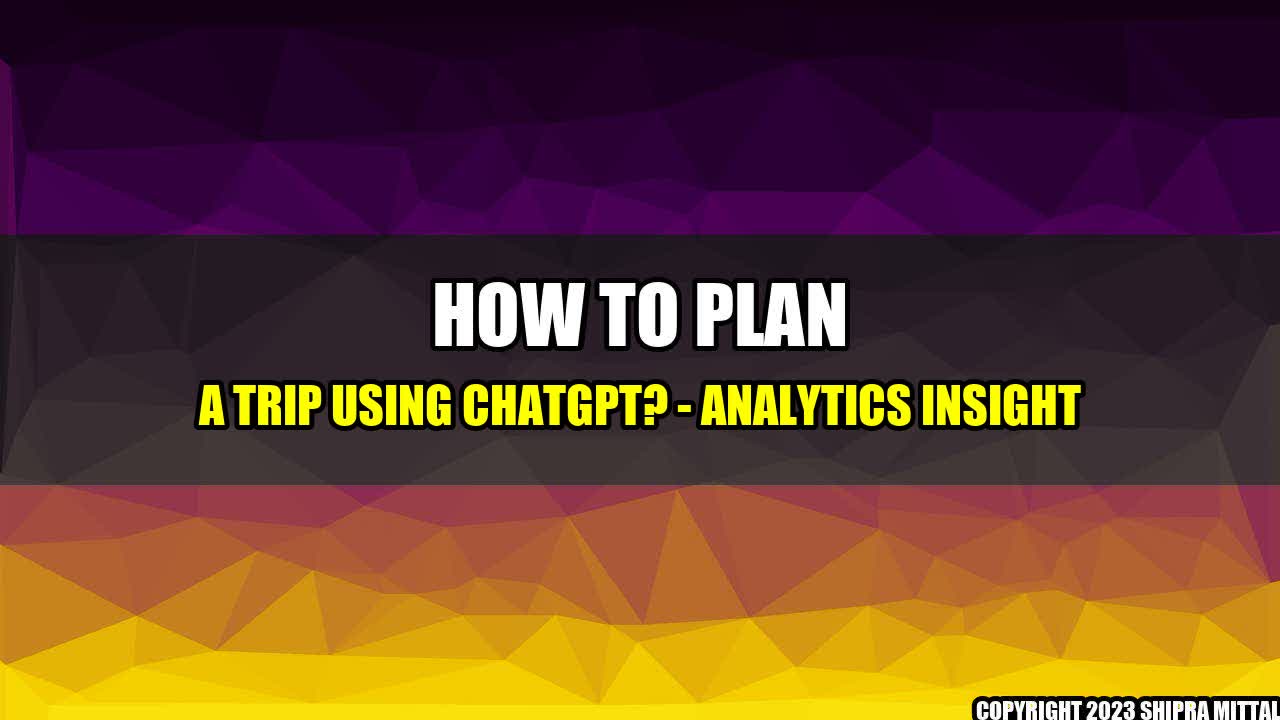 HOW TO PLAN
A TRIP USING CHATGPT? - ANALYTICS INSIGHT
COPYRIGHT 2023 SHIPRA MITTAL